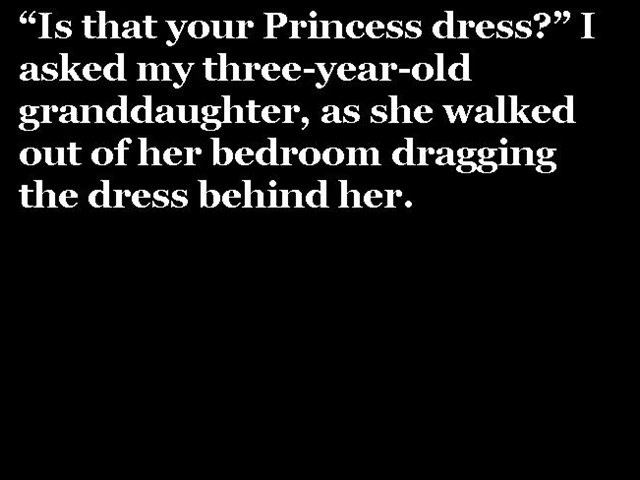 “Is that your Princess dress?” I
asked my three-year-old
granddaughter, as she walked
out of her bedroom dragging
the dress behind her.